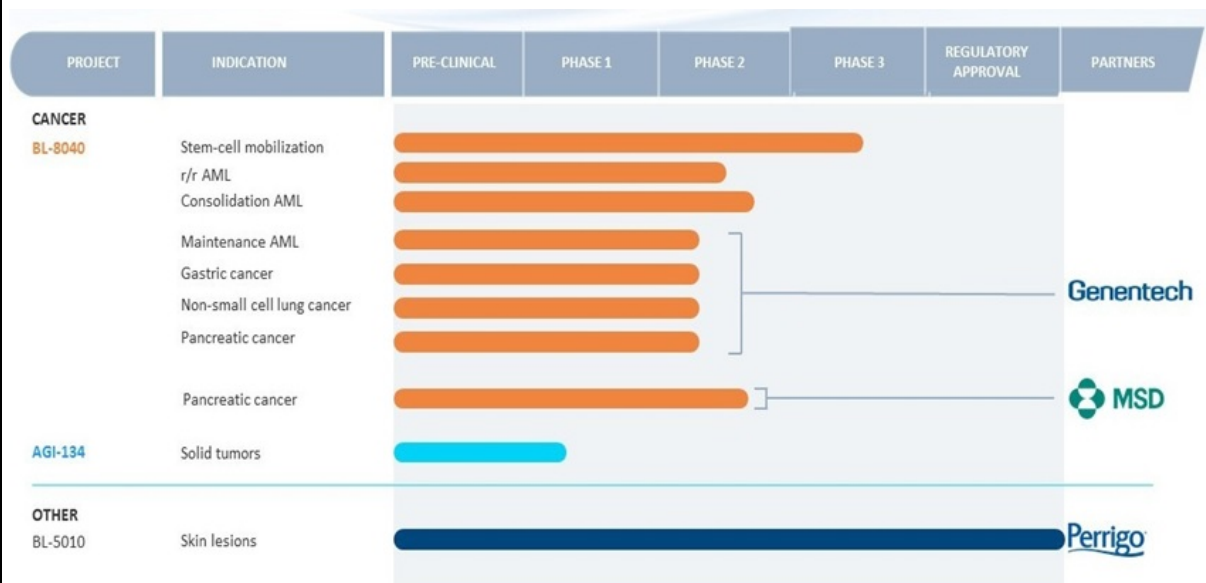 PROJECT INDICATION PRE-CLINICAL PHASE 1 PHASE 2 PHASE 3 REGULATORY APPROVAL PARTNERS
CANCER
BL-8040 Stem-cell mobilization
r/r AML
Consolidation AML
Maintenance AML
Gastric cancer
Genentech
Non-small cell lung cancer
Pancreatic cancer
Pancreatic cancer MSD
AGI-134 Solid tumors
OTHER
BL-5010 Skin lesions Perrigo